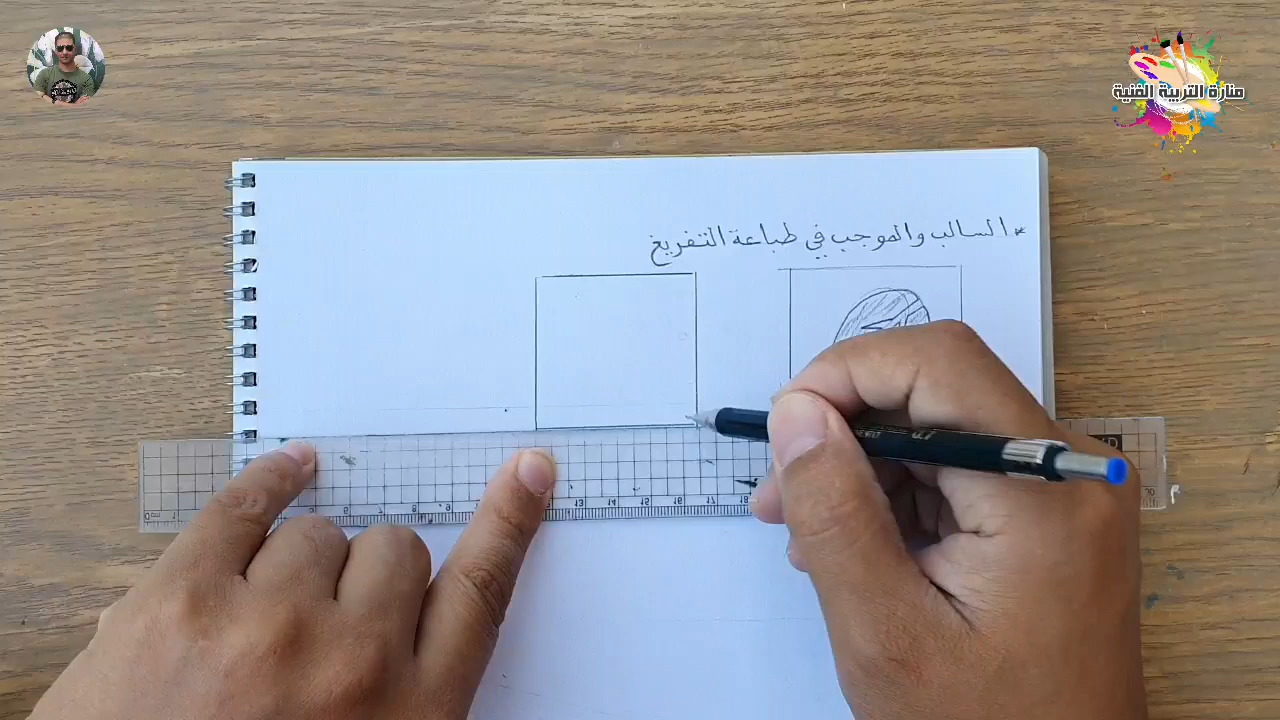 منارة التربية الفنية
* السالب والموجب في طباعة التفريغ